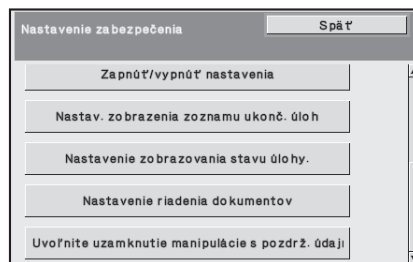 Nastavenie zabezpečenia
Späť
Zapnúť/vypnúť nastavenia
Nastav. zobrazenia zoznamu ukonč. úloh
Nastavenie zobrazovania stavu úlohy.
Nastavenie riadenia dokumentov
Uvoľnite uzamknutie manipulácie s pozdrž. údaji